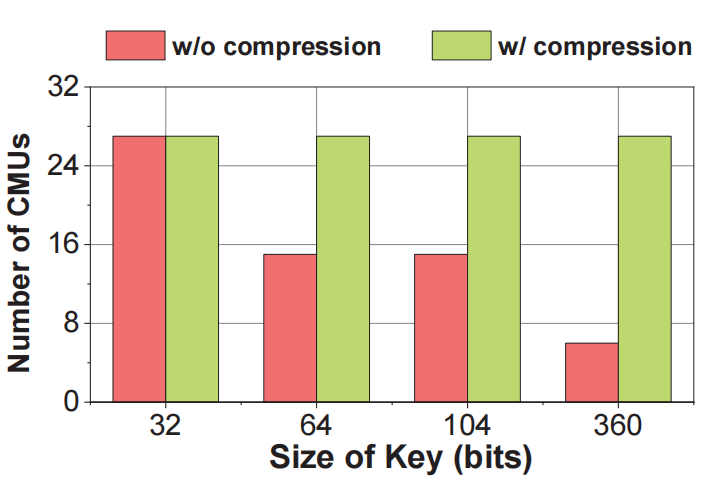 w/o compression
w/ compression
32
24
16
8
0
Number of CMUs
32
64
104
360
Size of Key (bits)